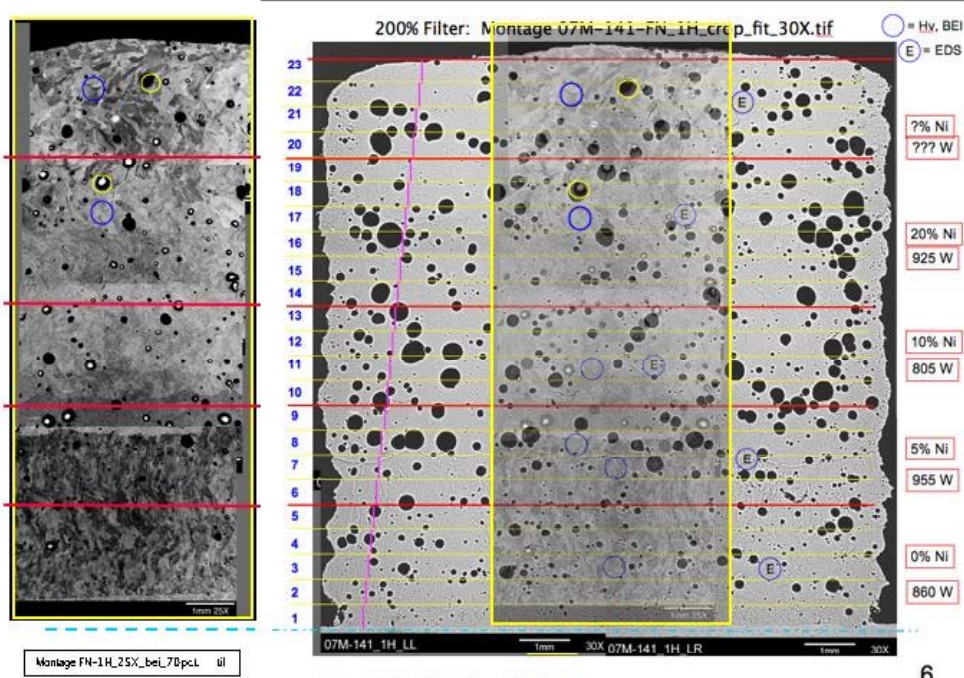 200% Filter: Montage 07M-141-FN_1H_crop_fit_30X.tif
= Hv, BEI
E = EDS
23
22
21
20
19
18
17
16
15
14
13
12
11
10
9
8
7
6
5
4
3
2
1
E
E
E
E
E
?% Ni
??? W
20% Ni
925 W
10% Ni
805 W
5% Ni
955 W
0% Ni
860 W
1mm 25X
07M-141_1H_LL
1mm 30X
07M-141_1H_LR
1mm 30X
Montage FN-1H_25X_bei_7
6